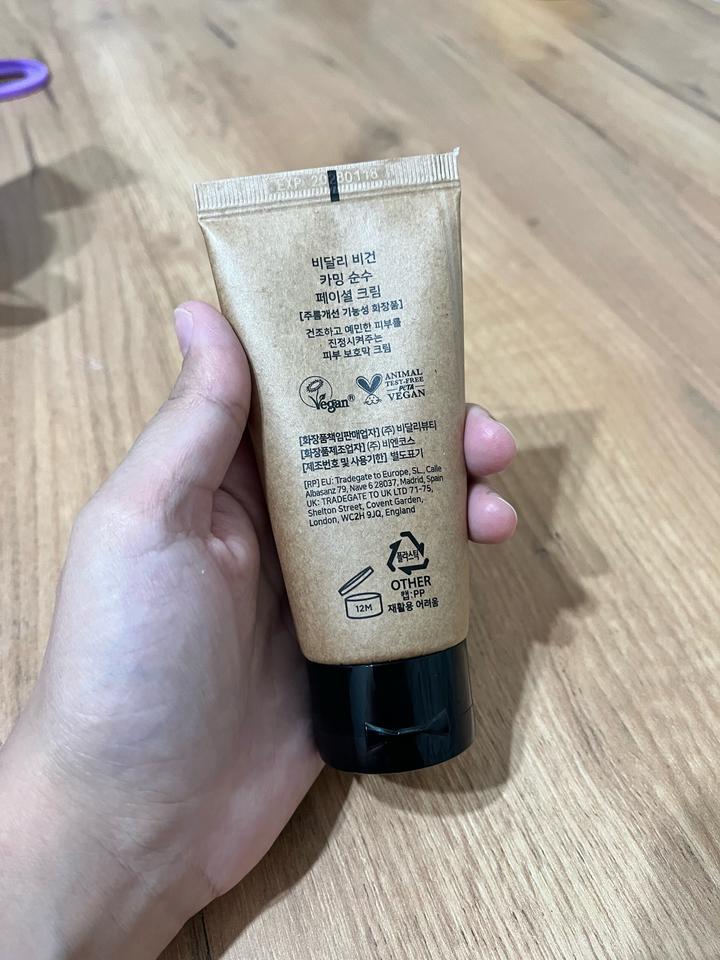 비달리 비건
카밍 순수
페이셜 크림
[주름개선 기능성 화장품]
건조하고 예민한 피부를
진정시켜주는
피부 보호막 크림
Vegan®
ANIMAL
TEST-FREE
PETA
VEGAN
[화장품책임판매업자] (주) 비달리뷰티
[화장품제조업자] (주) 비엔코스
[제조번호 및 사용기한] 별도표기
[RP] EU: Tradegate to Europe, SL., Calle
Albasanz 79, Nave 6 28037, Madrid, Spain
UK: TRADEGATE TO UK LTD 71-75,
Shelton Street, Covent Garden,
London, WC2H 9JQ, England
플라스틱
OTHER
캡:PP
재활용 어려움
12M